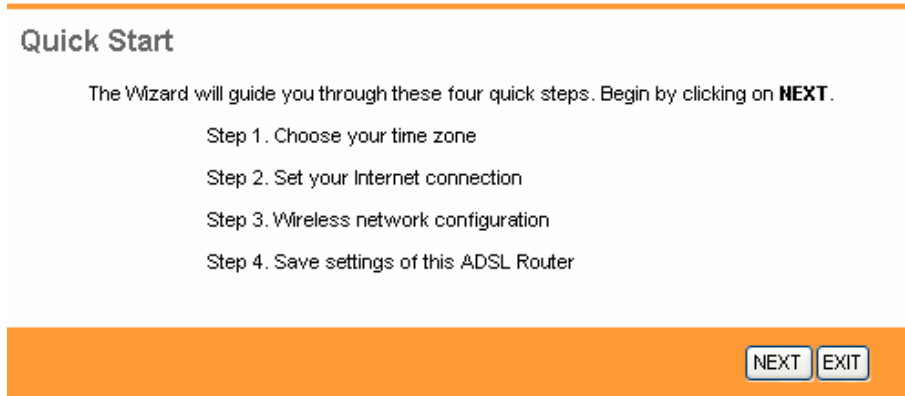 Quick Start
The Wizard will guide you through these four quick steps. Begin by clicking on NEXT.
Step 1. Choose your time zone
Step 2. Set your Internet connection
Step 3. Wireless network configuration
Step 4. Save settings of this ADSL Router
NEXT EXIT